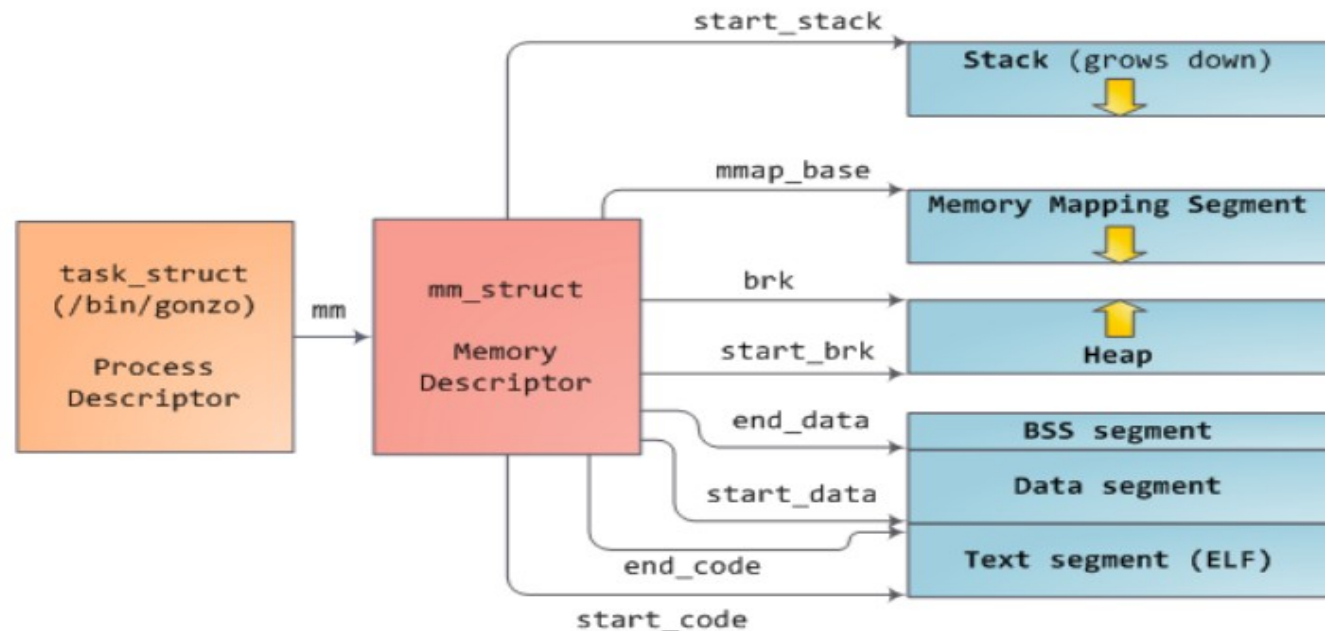 start_stack
Stack (grows down)
mmap_base
Memory Mapping Segment
task_struct
(/bin/gonzo)
Process
Descriptor
mm
mm_struct
Memory
Descriptor
brk
start_brk
Heap
end_data
BSS segment
start_data
Data segment
end_code
Text segment (ELF)
start_code